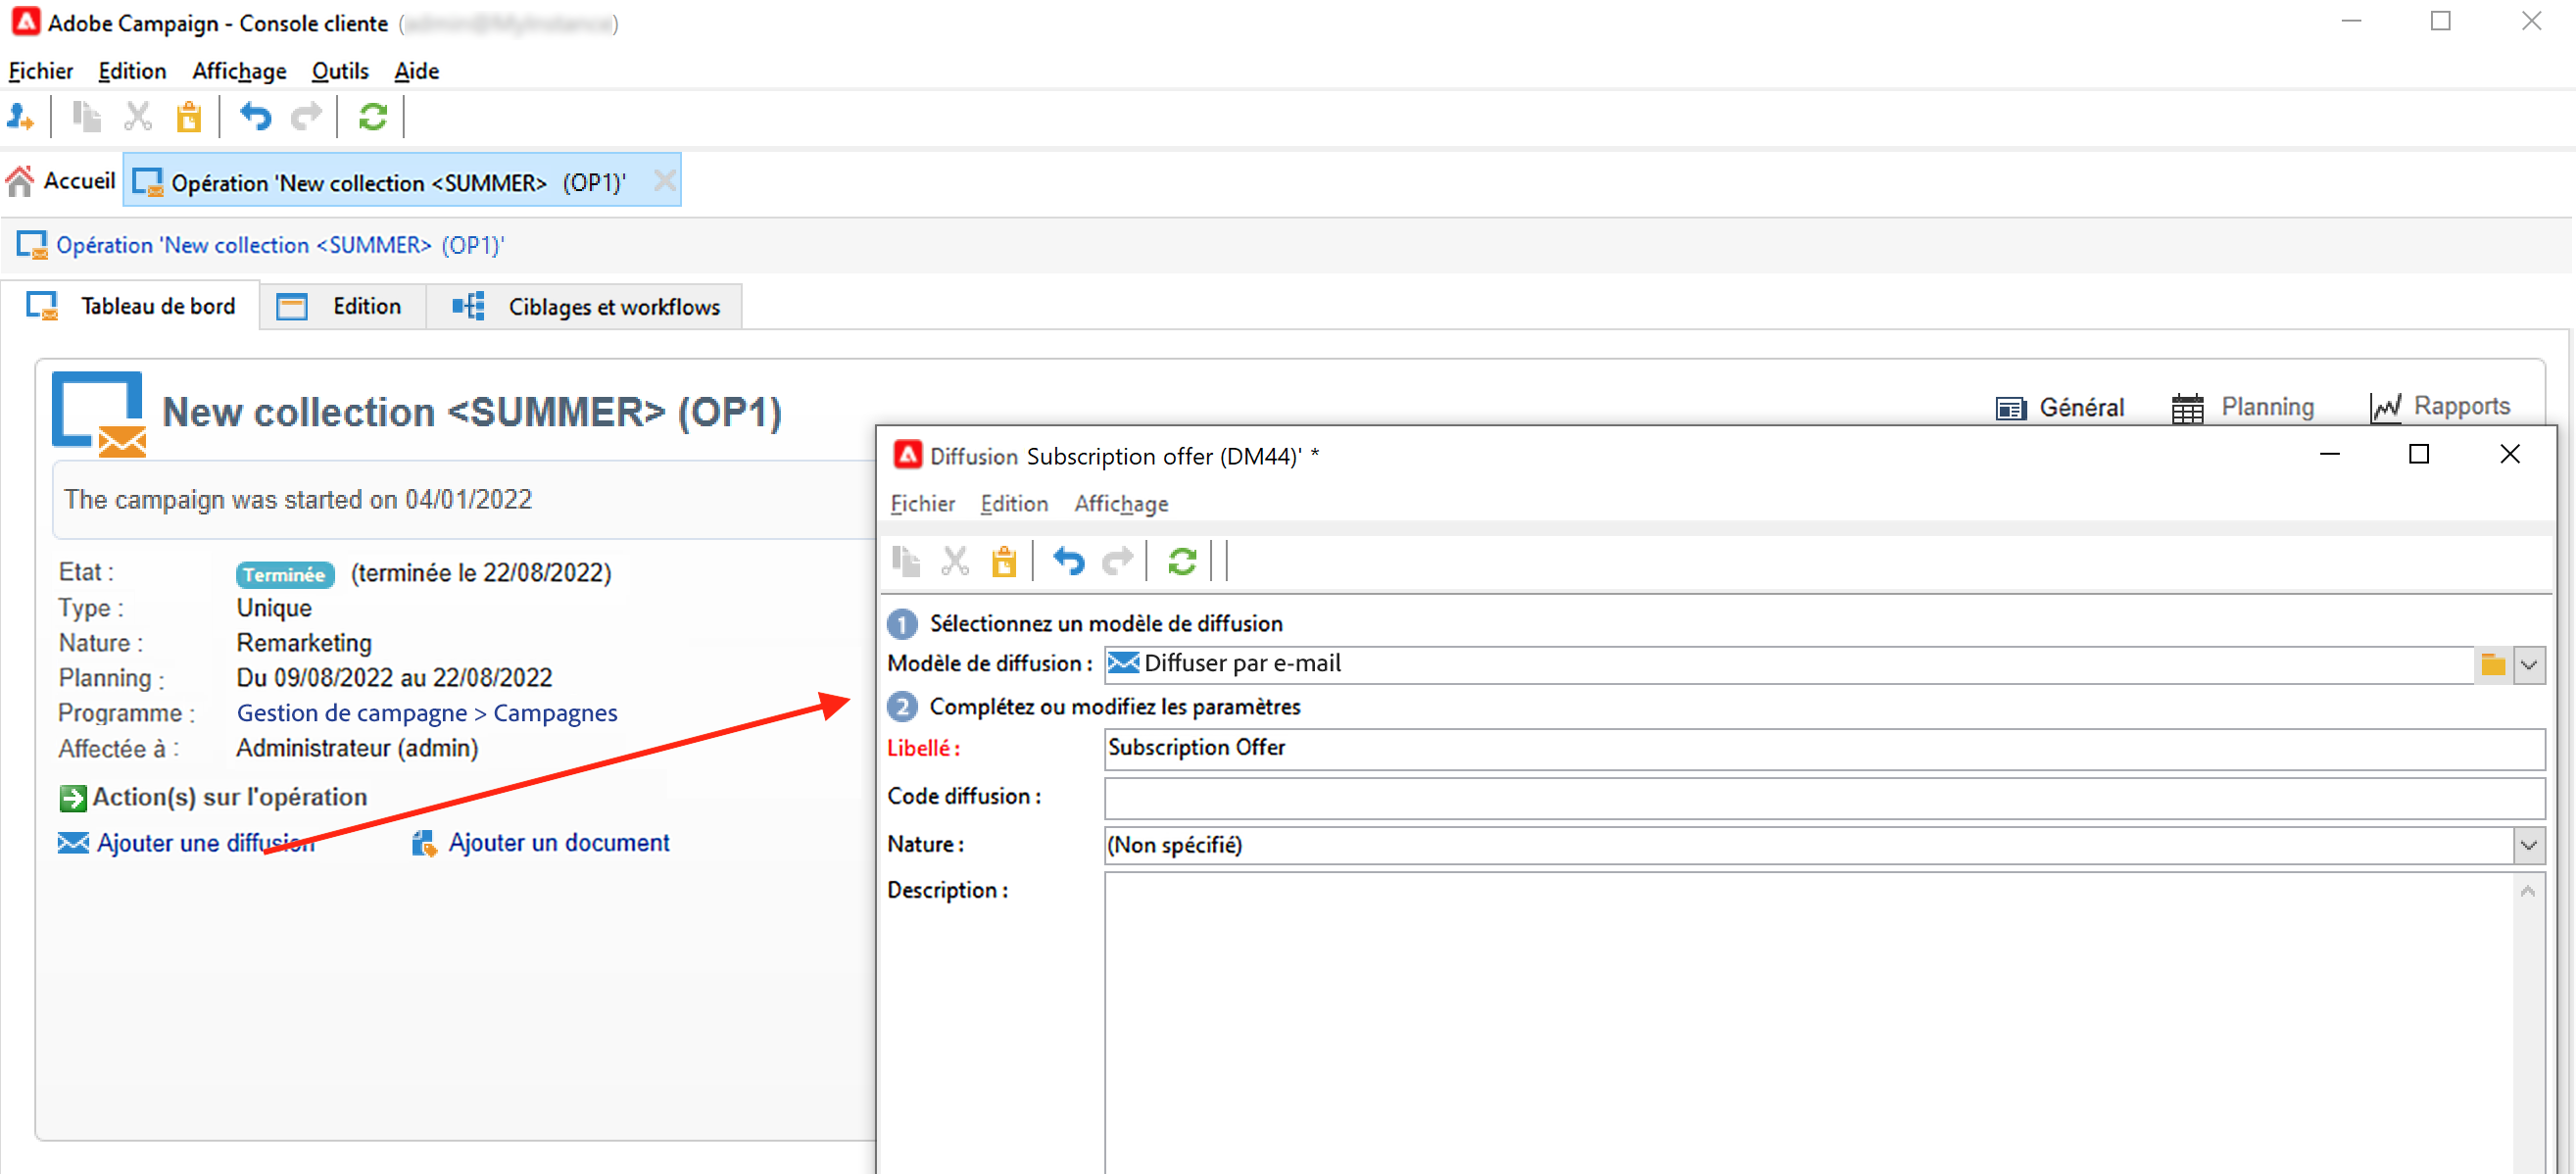 Adobe Campaign - Console cliente
Fichier Edition Affichage Outils Aide
Accueil Opération 'New collection <SUMMER> (OP1)'
Opération 'New collection <SUMMER> (OP1)'
Tableau de bord Edition Ciblages et workflows
New collection <SUMMER> (OP1)
Général Planning Rapports
The campaign was started on 04/01/2022
Etat : Terminée (terminée le 22/08/2022)
Type : Unique
Nature : Remarketing
Planning : Du 09/08/2022 au 22/08/2022
Programme : Gestion de campagne > Campagnes
Affectée à : Administrateur (admin)
Action(s) sur l'opération
Ajouter une diffusion Ajouter un document
Diffusion Subscription offer (DM44)' *
Fichier Edition Affichage
1 Sélectionnez un modèle de diffusion
Modèle de diffusion : Diffuser par e-mail
2 Complétez ou modifiez les paramètres
Libellé : Subscription Offer
Code diffusion :
Nature : (Non spécifié)
Description :